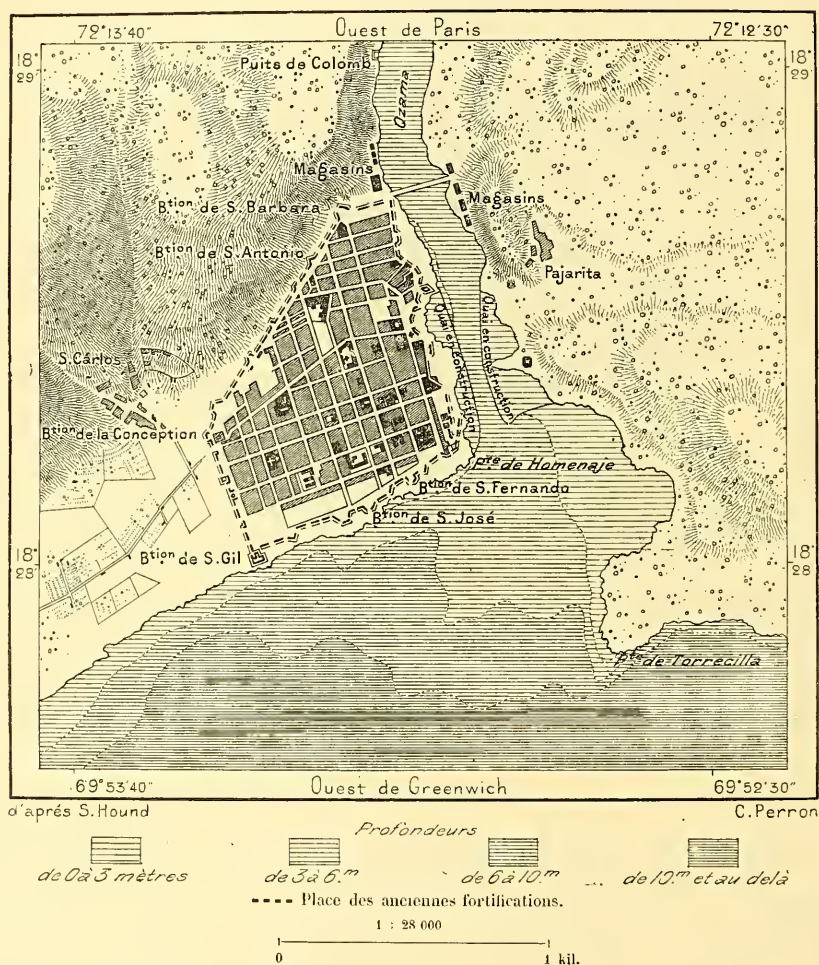 72°13'40"
Ouest de Paris
72°12'30"
18°
29'
18°
29'
Puits de Colomb
Ozama
Magasins
Magasins
Btion de S. Barbara
Btion de S. Antonio
Pajarita
Quai en construction
Quai en construction
S. Cárlos
Btion de la Conception
Pte de Homenaje
Btion de S. Fernando
Btion de S. José
Btion de S. Gil
18°
28'
18°
28'
Pte de Torrecilla
69°53'40"
Ouest de Greenwich
69°52'30"
d'aprés S. Hound
C. Perron
Profondeurs
de 0 à 3 mètres
de 3 à 6.m
de 6 à 10.m
de 10.m et au delà
Place des anciennes fortifications.
1 : 28 000
0
1 kil.